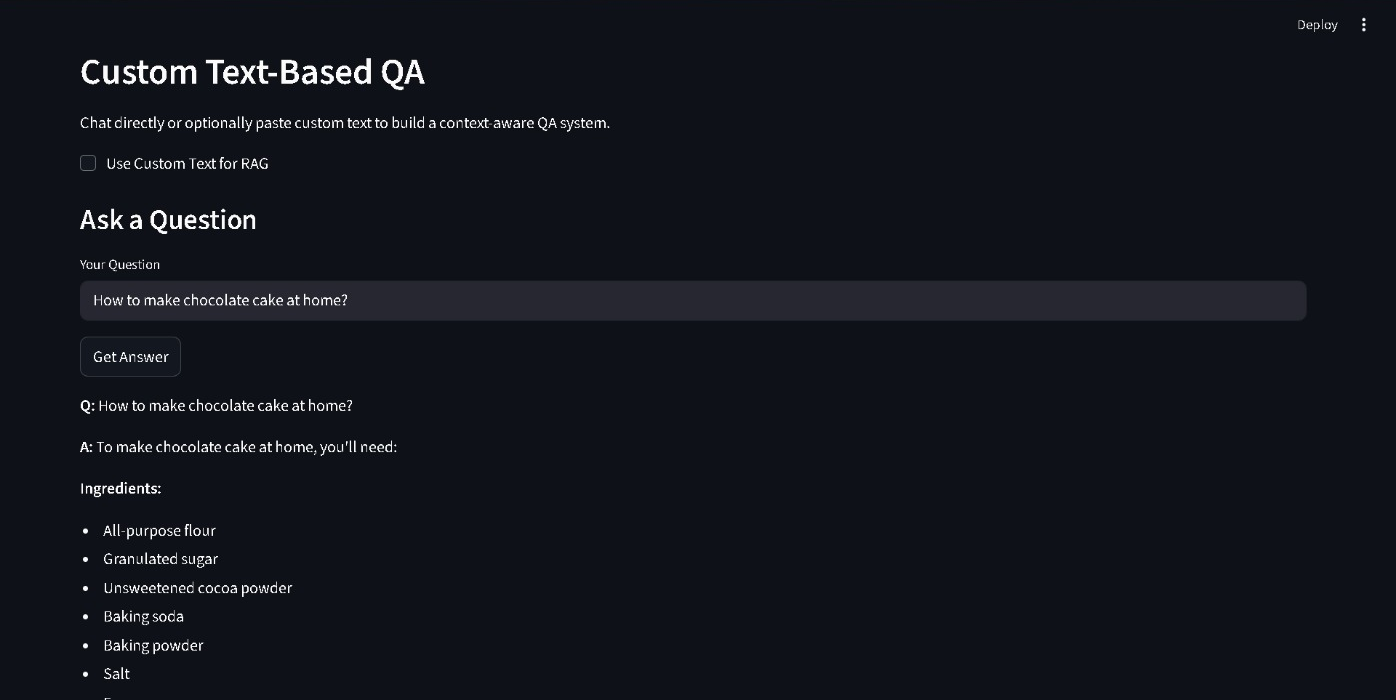 Deploy
Custom Text-Based QA
Chat directly or optionally paste custom text to build a context-aware QA system.
Use Custom Text for RAG
Ask a Question
Your Question
How to make chocolate cake at home?
Get Answer
Q: How to make chocolate cake at home?
A: To make chocolate cake at home, you'll need:
Ingredients:
• All-purpose flour
• Granulated sugar
• Unsweetened cocoa powder
• Baking soda
• Baking powder
• Salt